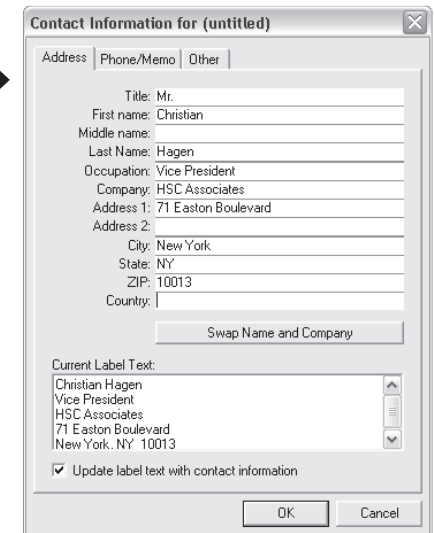 Contact Information for (untitled)
Address Phone/Memo Other
Title: Mr.
First name: Christian
Middle name:
Last Name: Hagen
Occupation: Vice President
Company: HSC Associates
Address 1: 71 Easton Boulevard
Address 2:
City: New York
State: NY
ZIP: 10013
Country:
Swap Name and Company
Current Label Text:
Christian Hagen
Vice President
HSC Associates
71 Easton Boulevard
New York, NY 10013
Update label text with contact information
OK Cancel